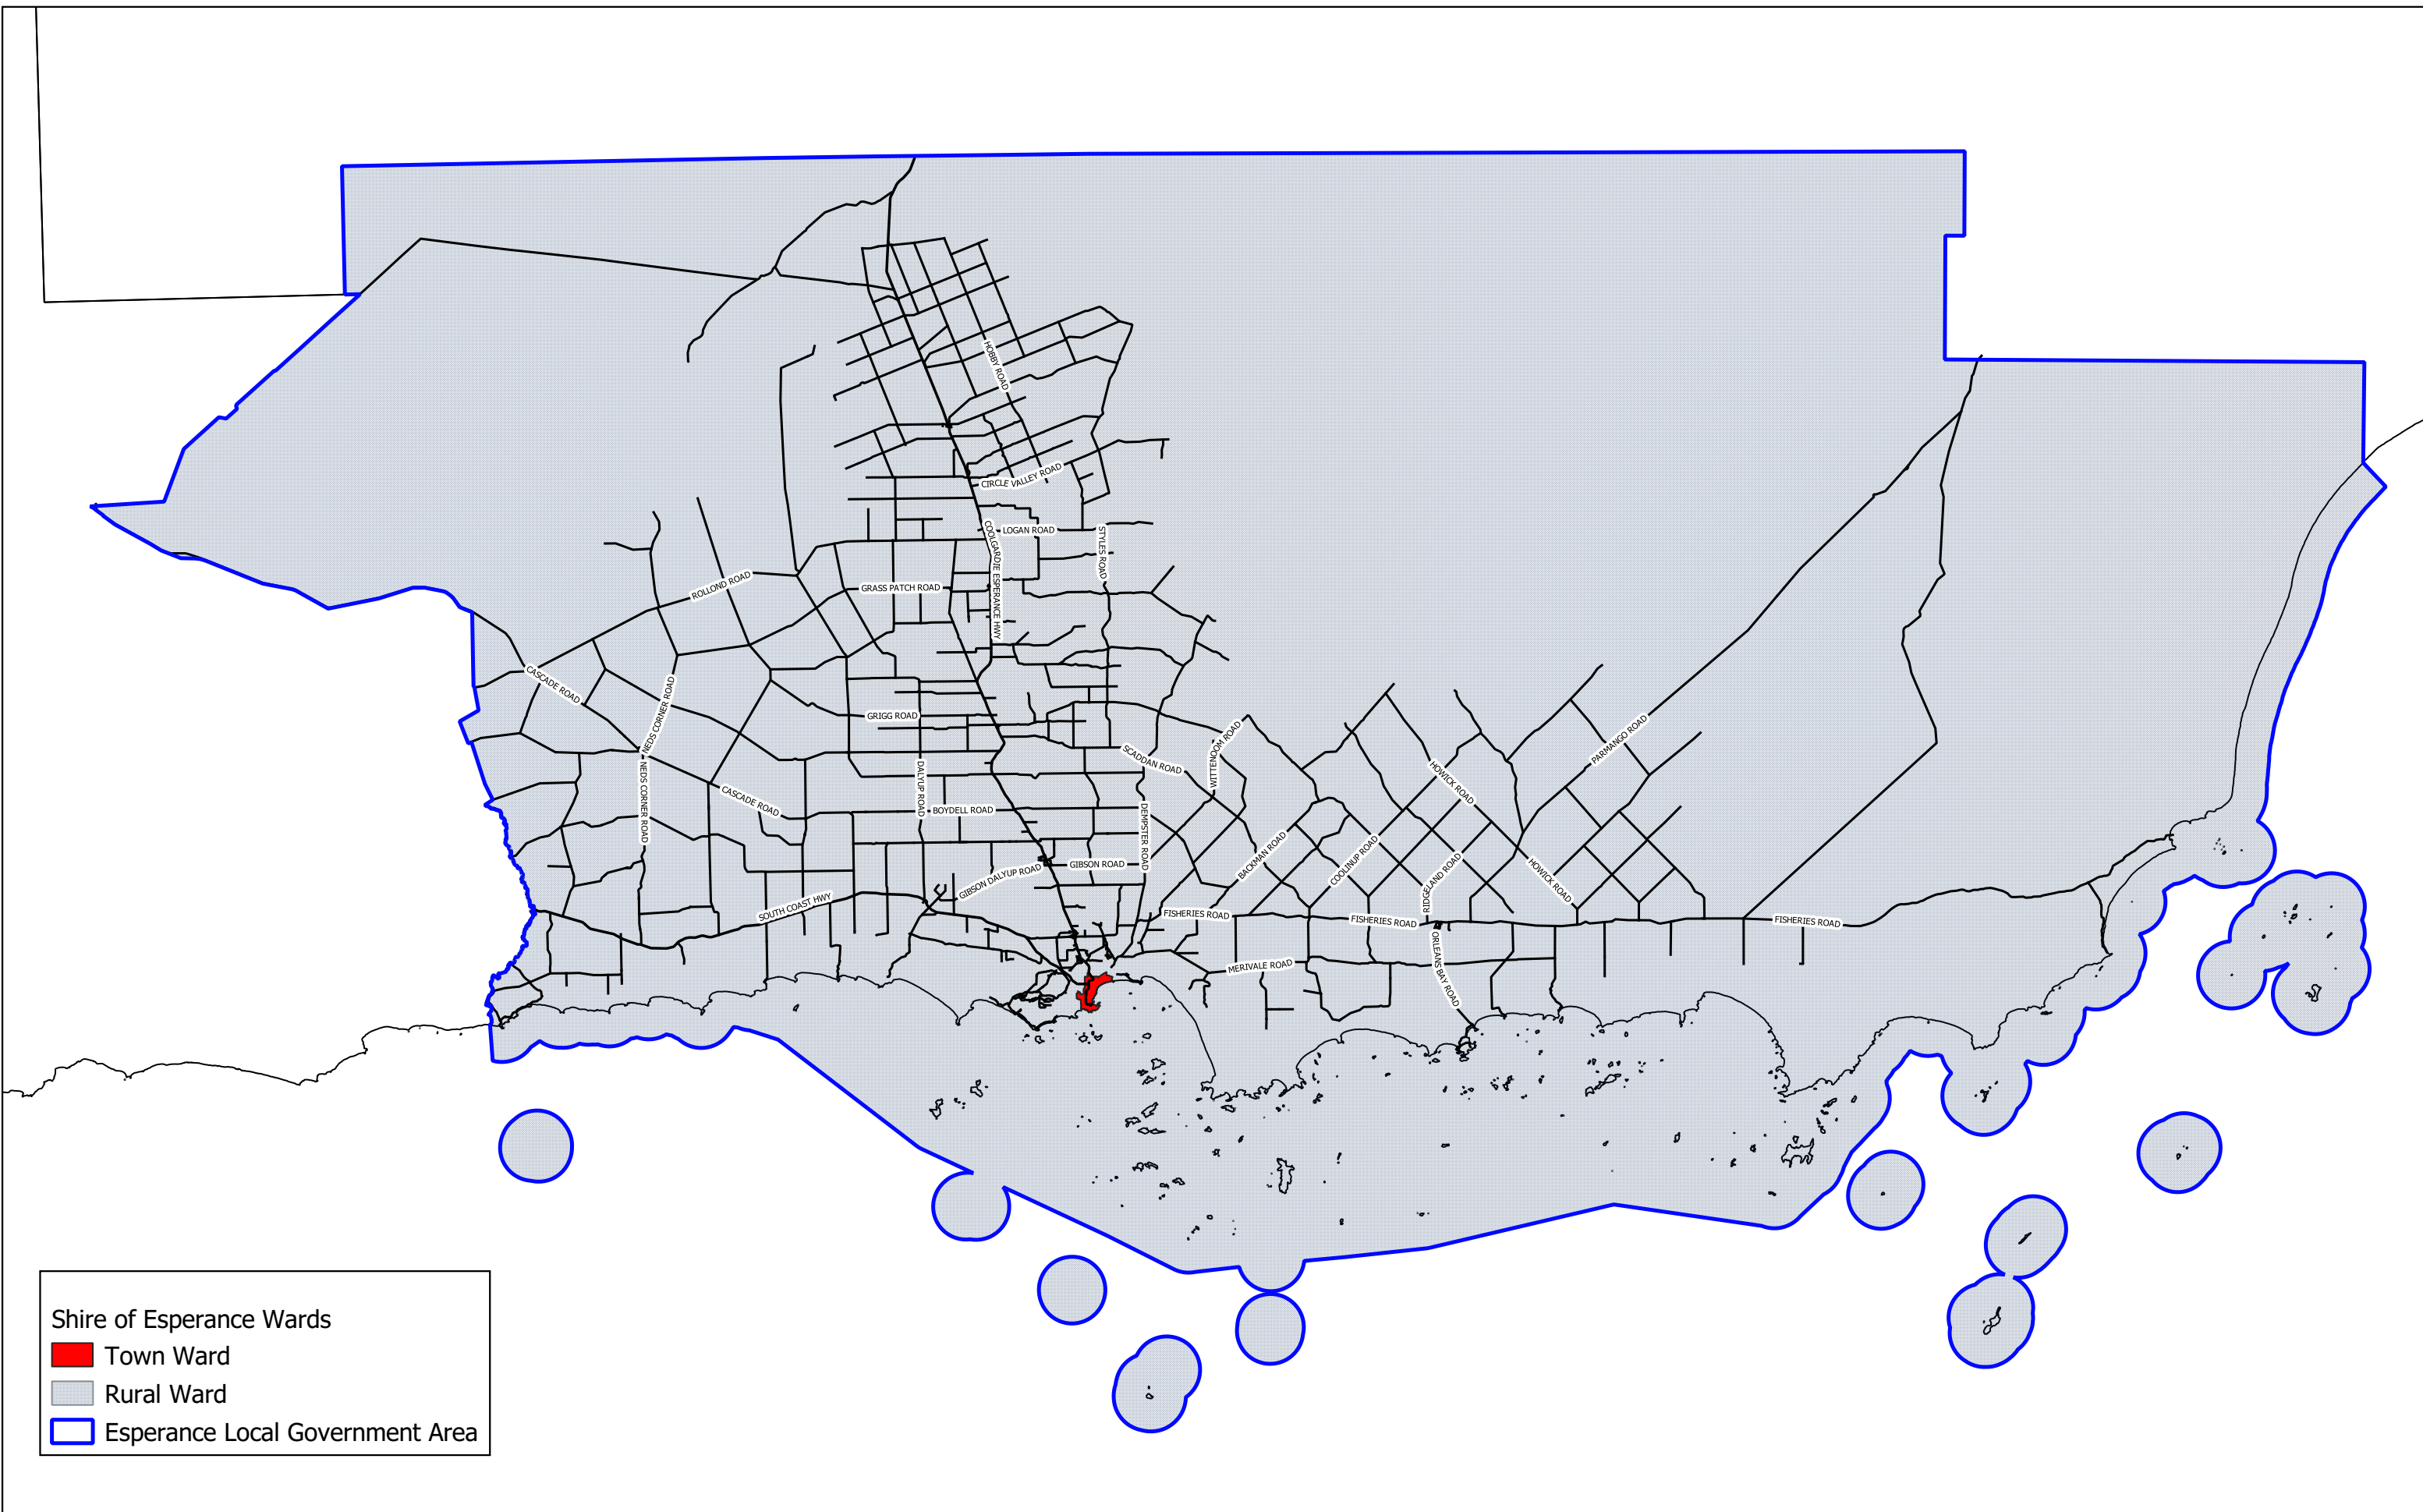 HOBBY ROAD
CIRCLE VALLEY ROAD
COOLGARDIE ESPERANCE HWY
LOGAN ROAD
STYLES ROAD
ROLLOND ROAD
GRASS PATCH ROAD
CASCADE ROAD
NEDS CORNER ROAD
GRIGG ROAD
SCADDAN ROAD
WITTENOOM ROAD
PARMANGO ROAD
NEDS CORNER ROAD
CASCADE ROAD
DALYUP ROAD
BOYDELL ROAD
DEMPSTER ROAD
HOWICK ROAD
GIBSON DALYUP ROAD
GIBSON ROAD
BACKMAN ROAD
COOLINUP ROAD
RIDGELAND ROAD
HOWICK ROAD
SOUTH COAST HWY
FISHERIES ROAD
FISHERIES ROAD
FISHERIES ROAD
MERIVALE ROAD
ORLEANS BAY ROAD
Shire of Esperance Wards
Town Ward
Rural Ward
Esperance Local Government Area